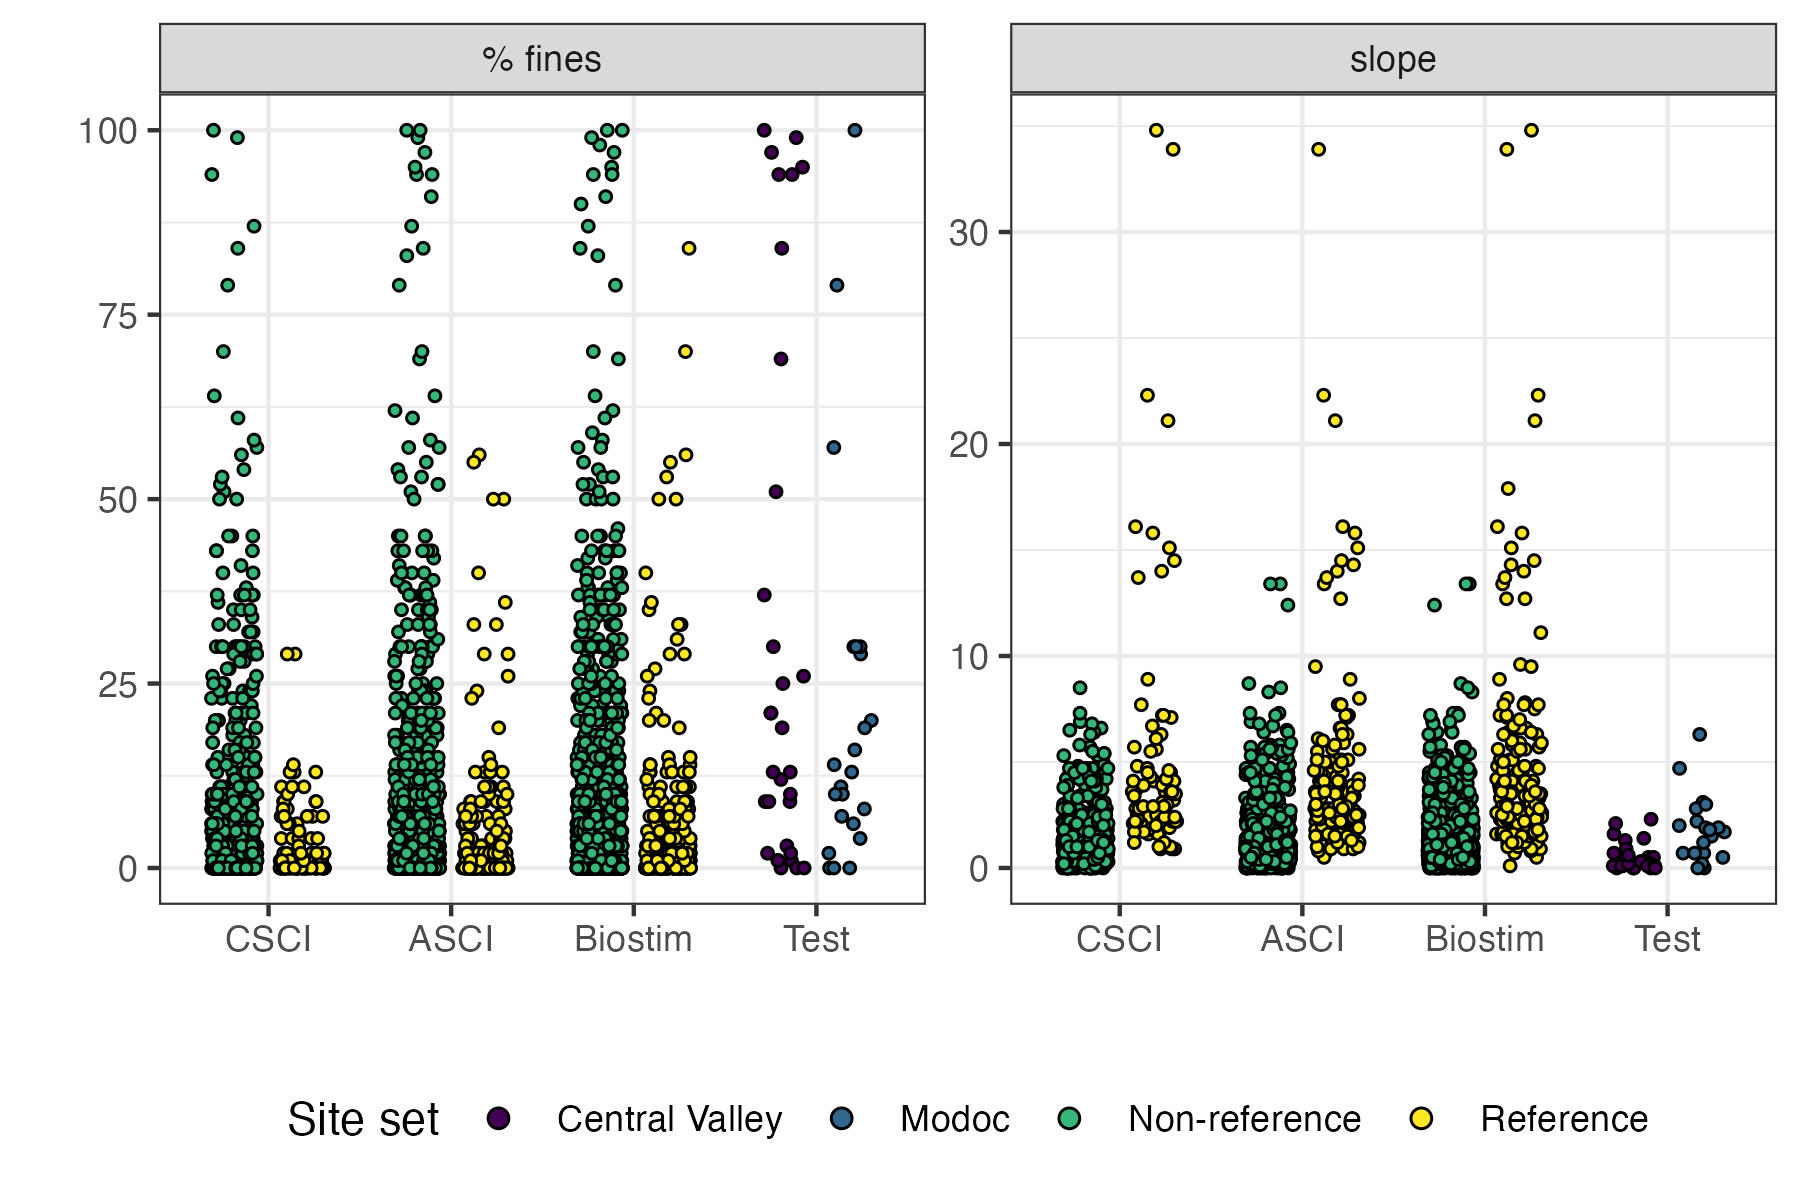 % fines
slope
100
75
50
25
0
30
20
10
0
CSCI ASCI Biostim Test
CSCI ASCI Biostim Test
Site set Central Valley Modoc Non-reference Reference